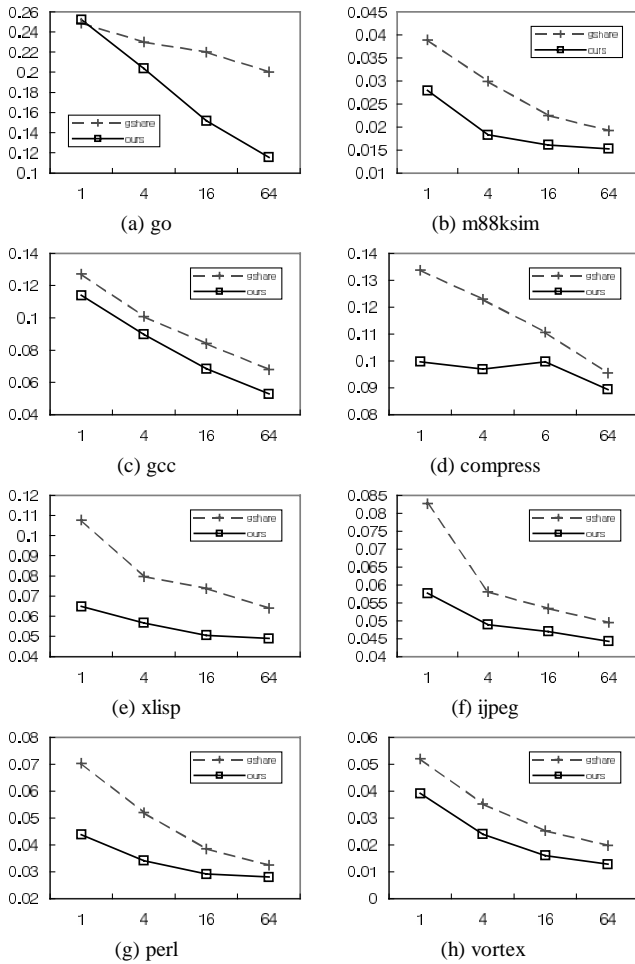 0.26
0.24
0.22
0.2
0.18
0.16
0.14
0.12
0.1
gshare
ours
1 4 16 64
(a) go
0.045
0.04
0.035
0.03
0.025
0.02
0.015
0.01
gshare
ours
1 4 16 64
(b) m88ksim
0.14
0.12
0.1
0.08
0.06
0.04
gshare
ours
1 4 16 64
(c) gcc
0.14
0.13
0.12
0.11
0.1
0.09
0.08
gshare
ours
1 4 6 64
(d) compress
0.12
0.11
0.1
0.09
0.08
0.07
0.06
0.05
0.04
gshare
ours
1 4 16 64
(e) xlisp
0.085
0.08
0.075
0.07
0.065
0.06
0.055
0.05
0.045
0.04
gshare
ours
1 4 16 64
(f) ijpeg
0.08
0.07
0.06
0.05
0.04
0.03
0.02
gshare
ours
1 4 16 64
(g) perl
0.06
0.05
0.04
0.03
0.02
0.01
0
gshare
ours
1 4 16 64
(h) vortex